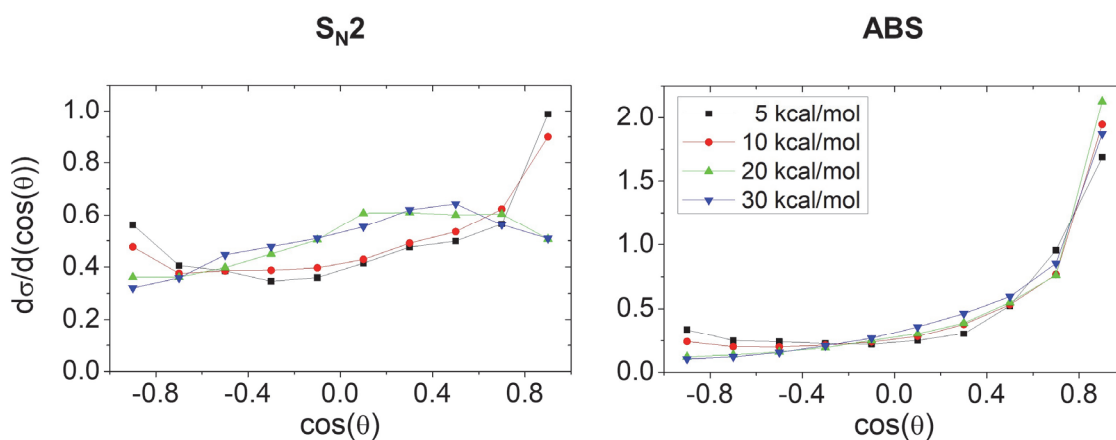 S_N2
ABS
dσ/d(cos(θ))
1.0
0.8
0.6
0.4
0.2
0.0
-0.8 -0.4 0.0 0.4 0.8
cos(θ)
5 kcal/mol
10 kcal/mol
20 kcal/mol
30 kcal/mol
2.0
1.5
1.0
0.5
0.0
-0.8 -0.4 0.0 0.4 0.8
cos(θ)